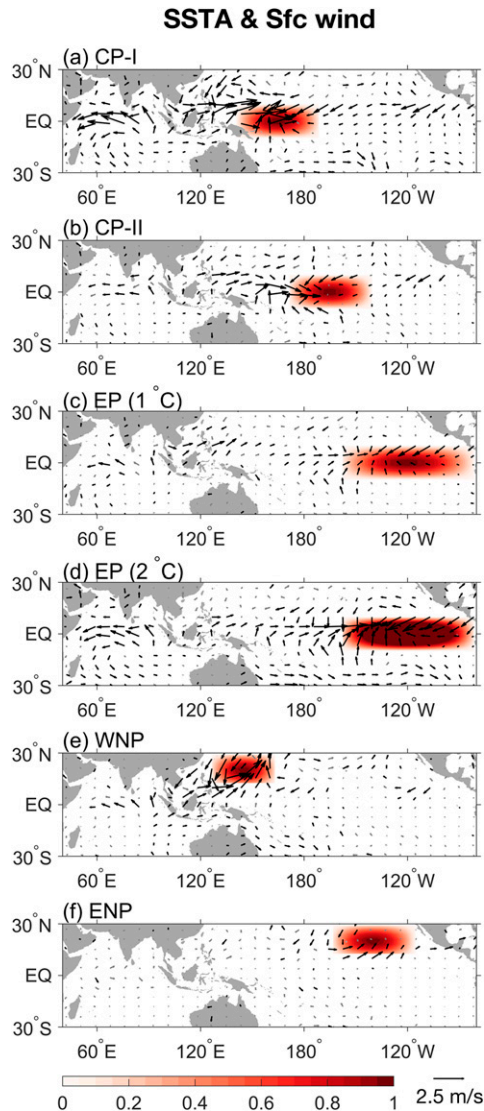 SSTA & Sfc wind
(a) CP-I
30°N
EQ
30°S
60°E 120°E 180° 120°W
(b) CP-II
30°N
EQ
30°S
60°E 120°E 180° 120°W
(c) EP (1 °C)
30°N
EQ
30°S
60°E 120°E 180° 120°W
(d) EP (2 °C)
30°N
EQ
30°S
60°E 120°E 180° 120°W
(e) WNP
30°N
EQ
30°S
60°E 120°E 180° 120°W
(f) ENP
30°N
EQ
30°S
60°E 120°E 180° 120°W
0 0.2 0.4 0.6 0.8 1 2.5 m/s